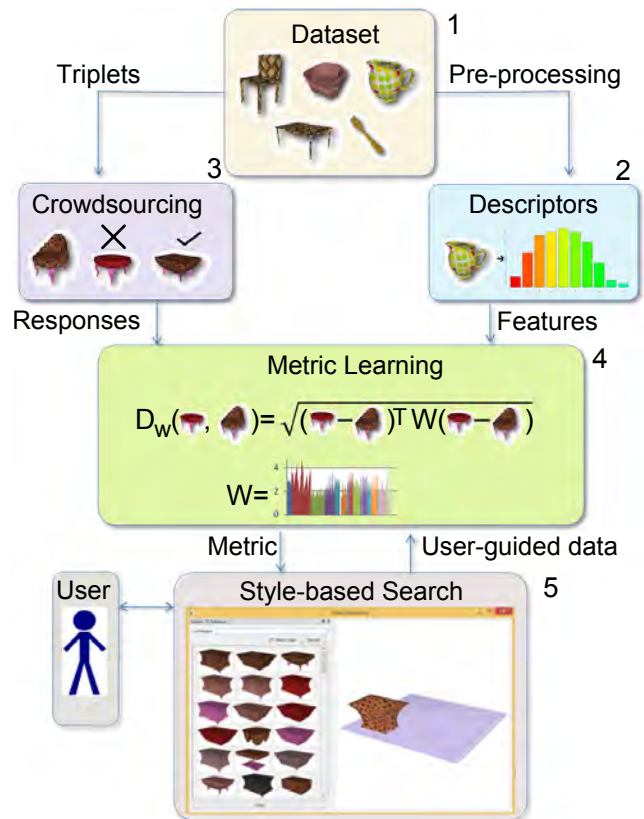 1
Dataset
Triplets
Pre-processing
3
2
Crowdsourcing
Descriptors
Responses
Features
4
Metric Learning
D_W( , )= √( − )ᵀ W( − )
W=
4
2
0
Metric
User-guided data
User
Style-based Search
5